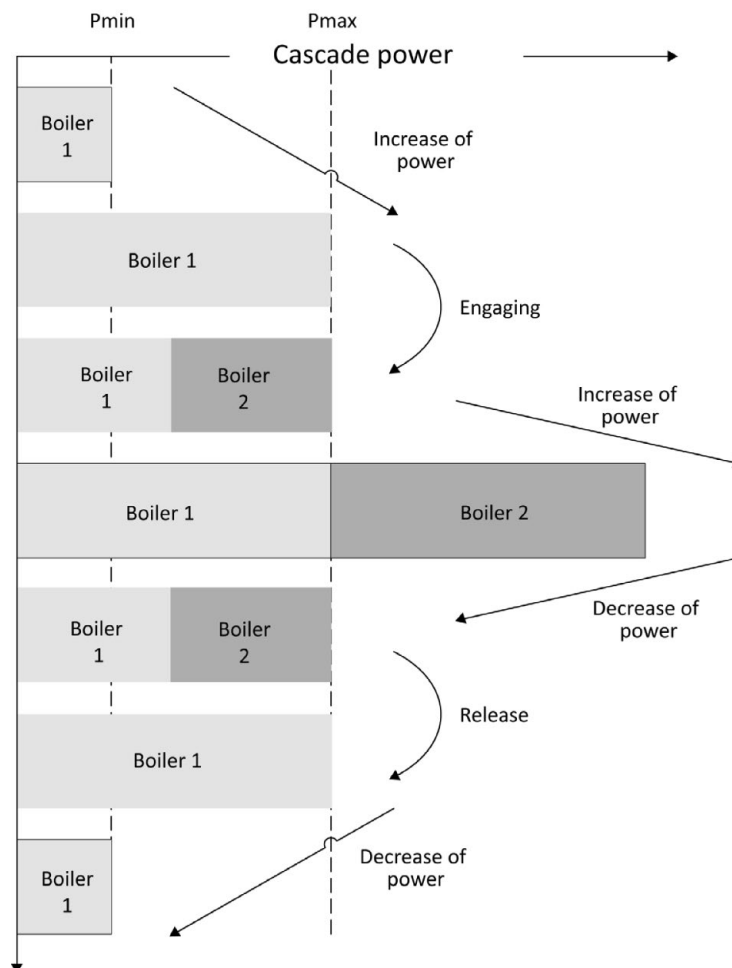 Pmin
Pmax
Cascade power
Boiler
1
Increase of
power
Boiler 1
Engaging
Boiler
1
Boiler
2
Increase of
power
Boiler 1
Boiler 2
Boiler
1
Boiler
2
Decrease of
power
Release
Boiler 1
Boiler
1
Decrease of
power